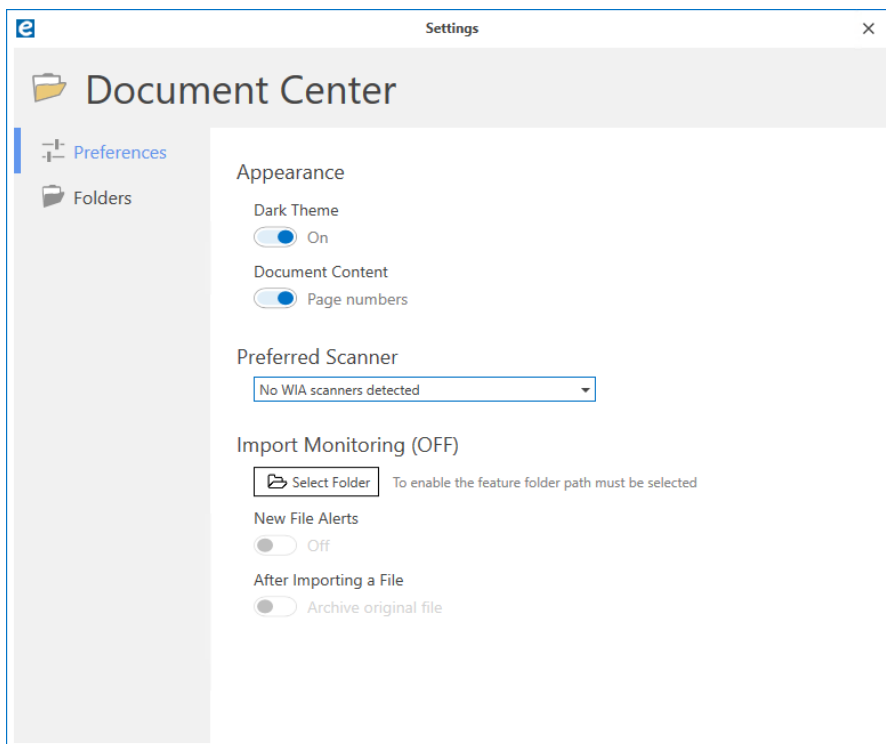 Settings
Document Center
Preferences
Folders
Appearance
Dark Theme
On
Document Content
Page numbers
Preferred Scanner
No WIA scanners detected
Import Monitoring (OFF)
Select Folder To enable the feature folder path must be selected
New File Alerts
Off
After Importing a File
Archive original file